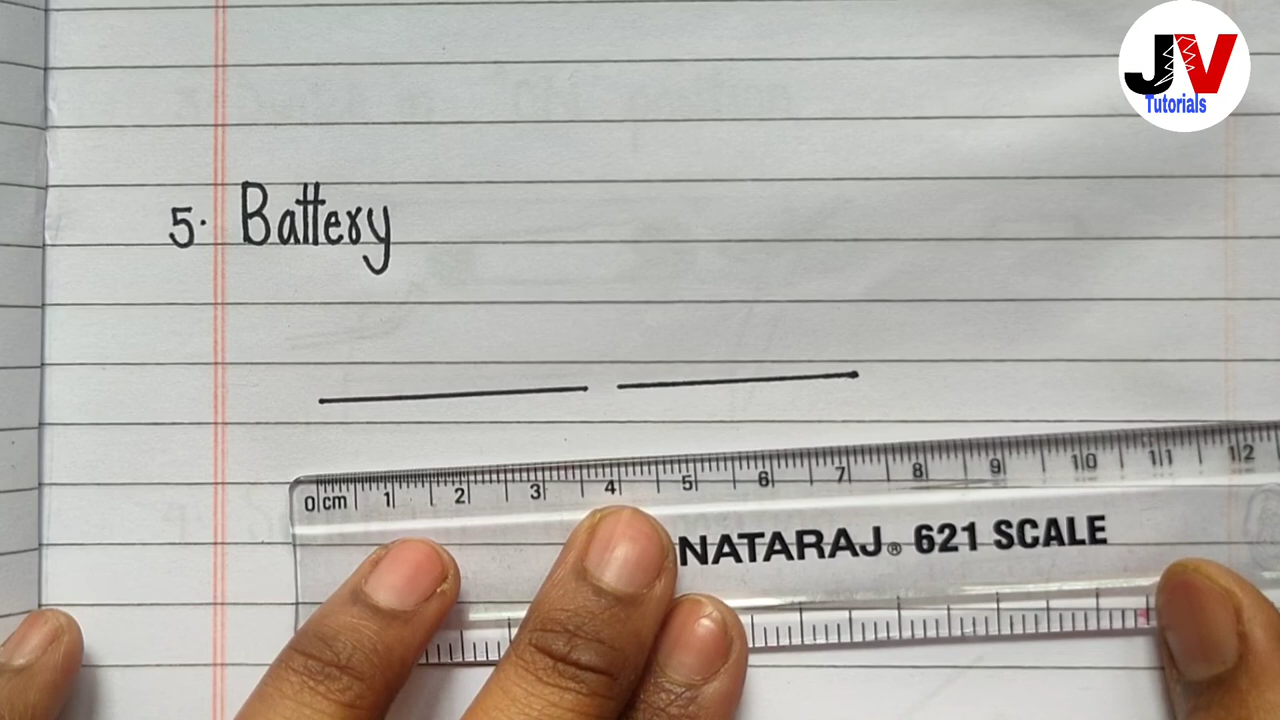 JV
Tutorials
5. Battery
0 cm 1 2 3 4 5 6 7 8 9 10 11 12
NATARAJ® 621 SCALE